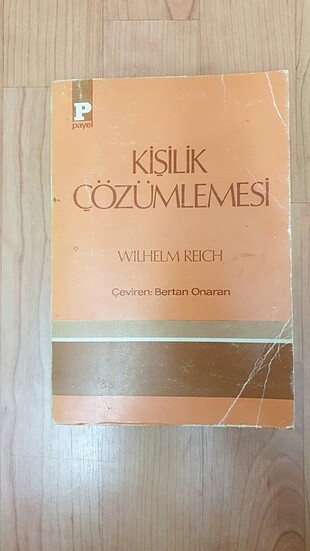 P
payel
KİŞİLİK
ÇÖZÜMLEMESİ
WILHELM REICH
Çeviren: Bertan Onaran